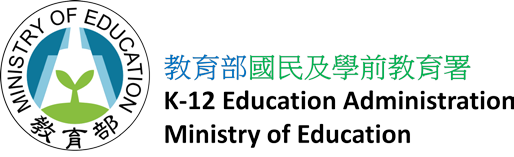 MINISTRY OF EDUCATION
教育部
教育部國民及學前教育署
K-12 Education Administration
Ministry of Education